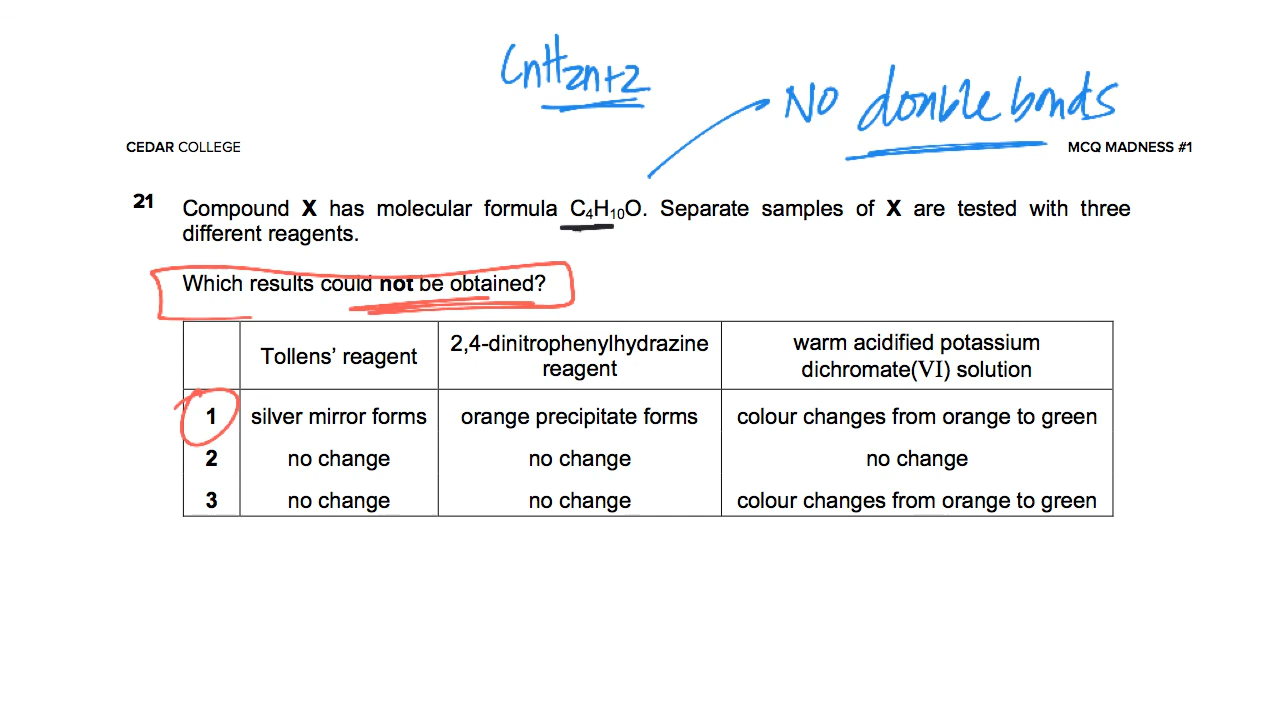 CnH2n+2
No double bonds
CEDAR COLLEGE
MCQ MADNESS #1
21 Compound X has molecular formula C₄H₁₀O. Separate samples of X are tested with three
different reagents.
Which results could not be obtained?
Tollens' reagent
2,4-dinitrophenylhydrazine
reagent
warm acidified potassium
dichromate(VI) solution
1 silver mirror forms orange precipitate forms colour changes from orange to green
2 no change no change no change
3 no change no change colour changes from orange to green